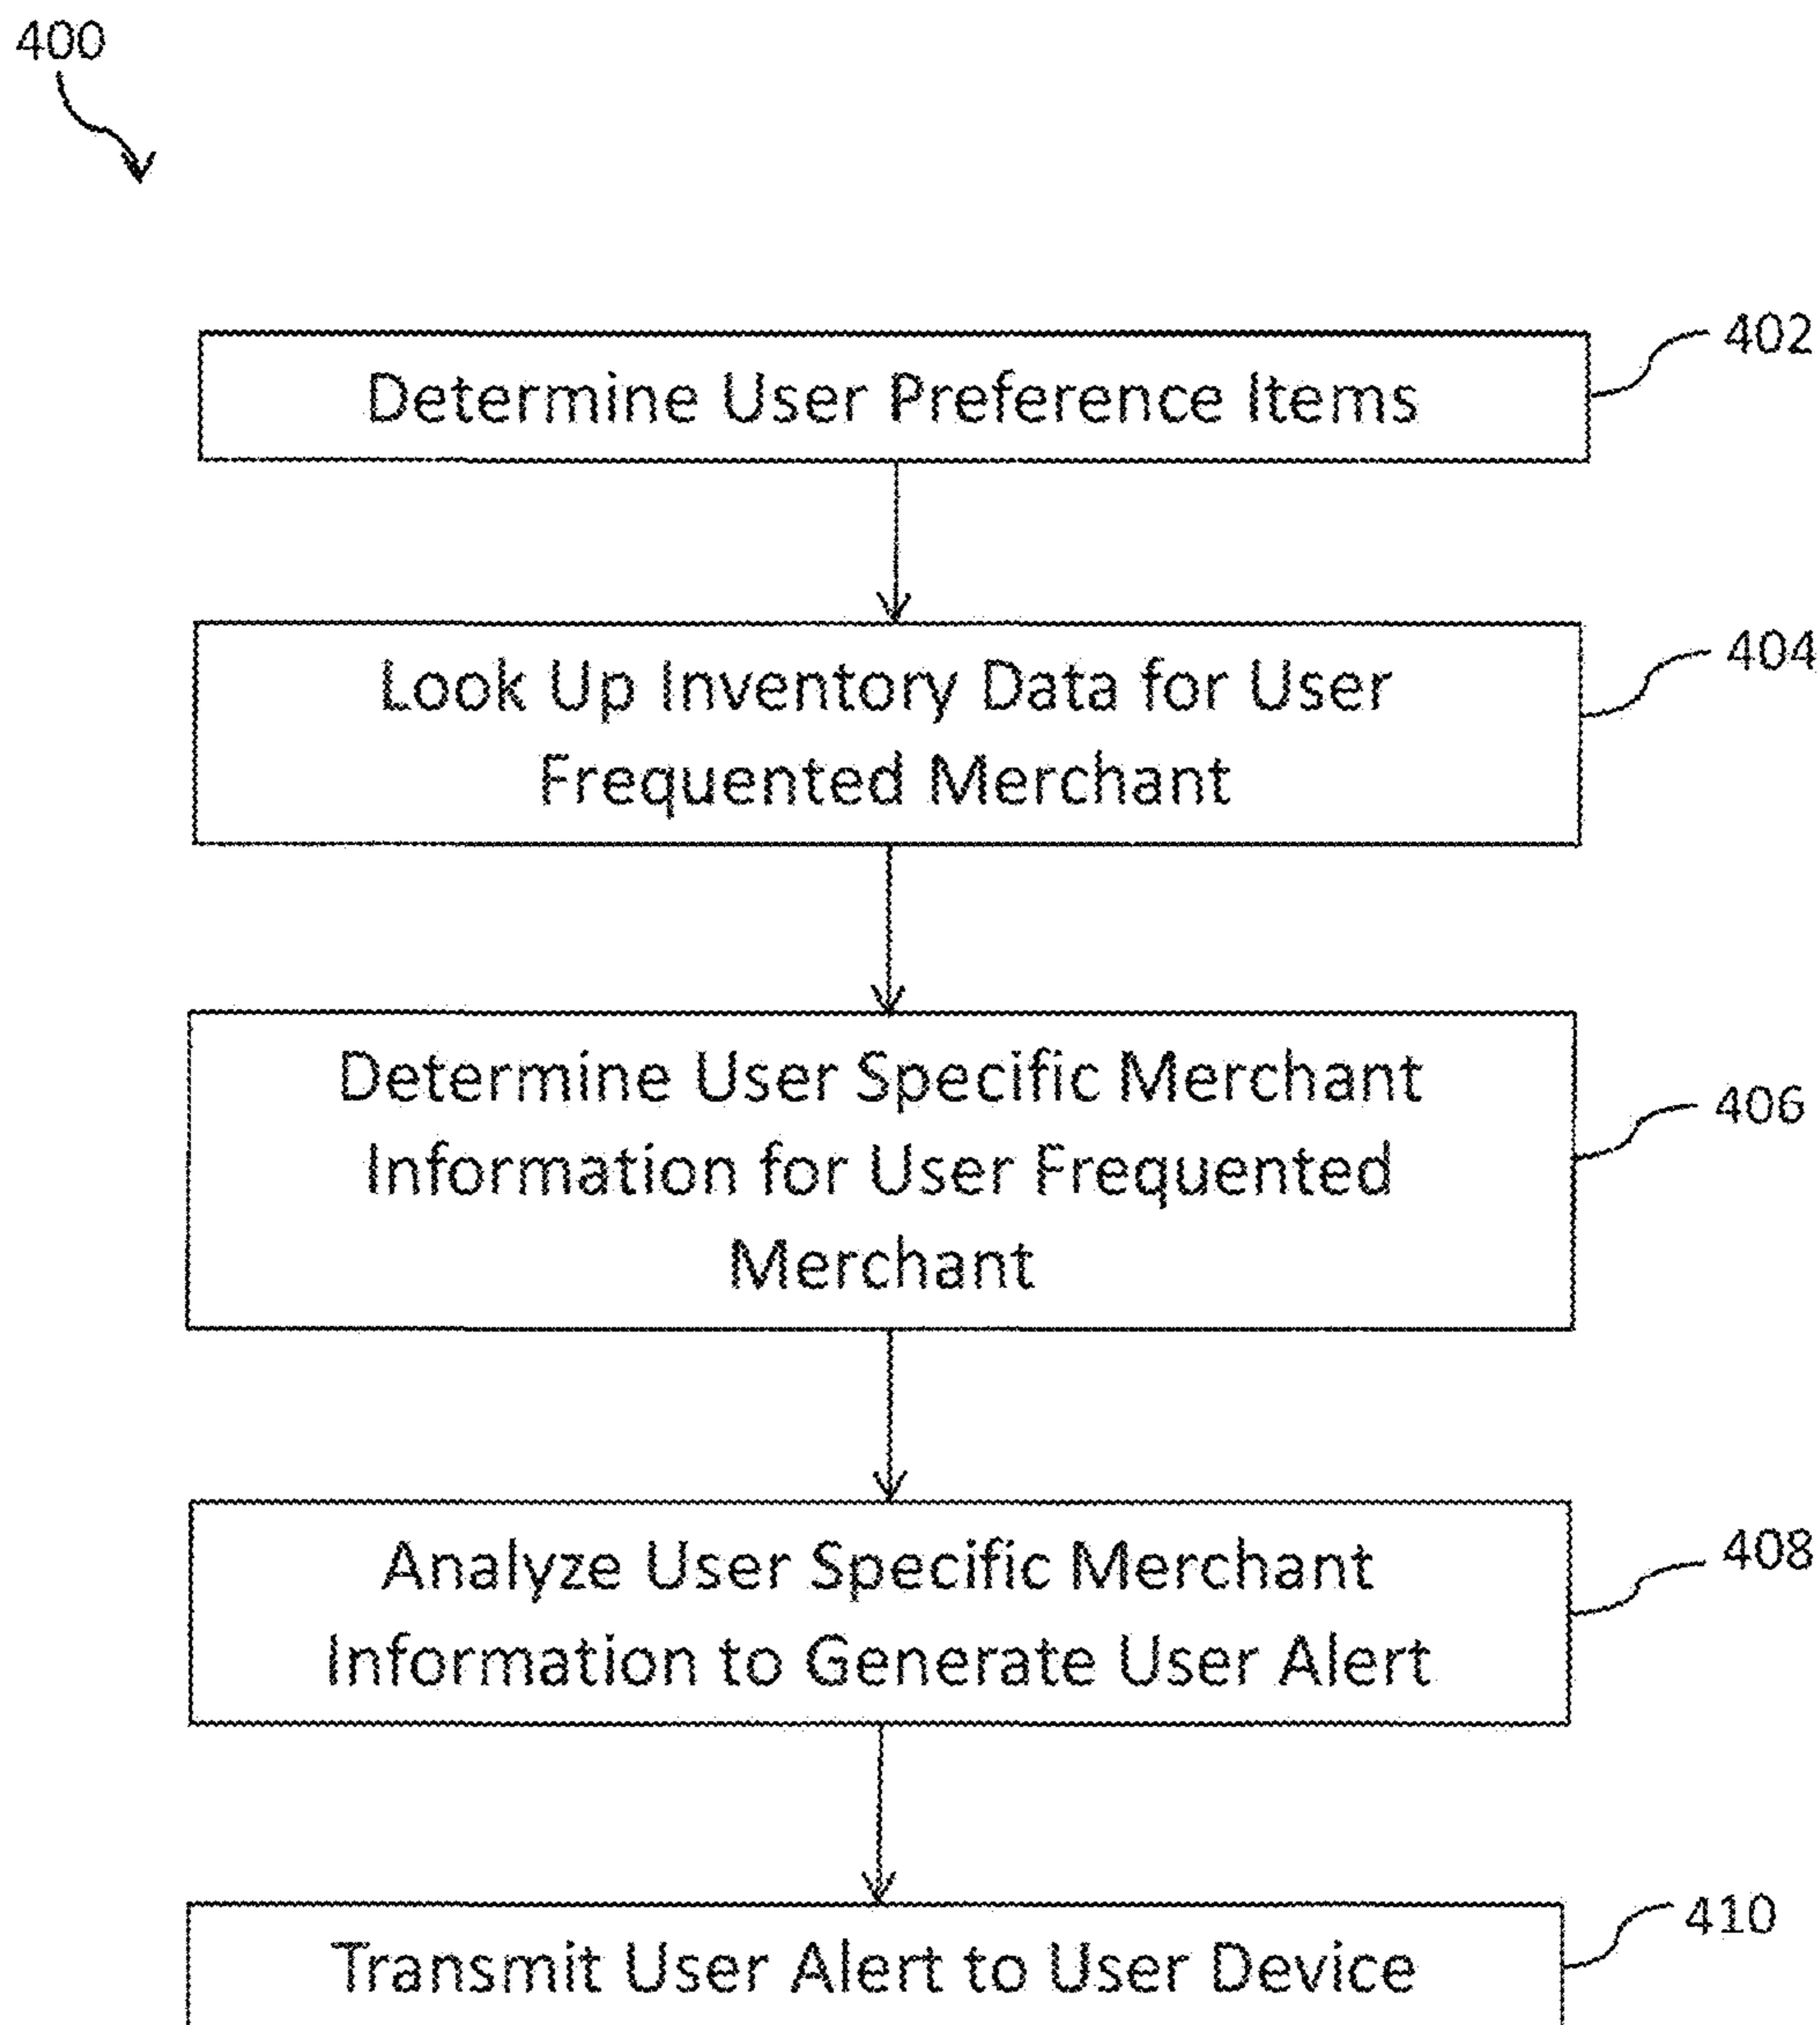 400
402
Determine User Preference Items
404
Look Up Inventory Data for User
Frequented Merchant
406
Determine User Specific Merchant
Information for User Frequented
Merchant
408
Analyze User Specific Merchant
Information to Generate User Alert
410
Transmit User Alert to User Device